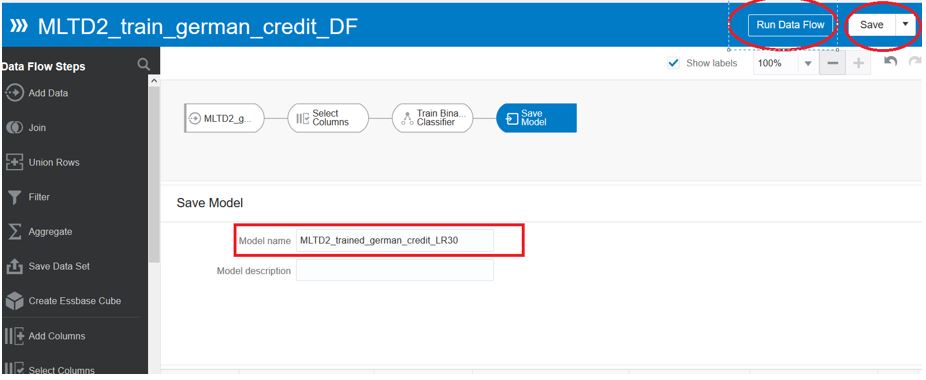 MLTD2_train_german_credit_DF
Run Data Flow
Save
Data Flow Steps
Show labels
100%
Add Data
Join
Union Rows
Filter
Aggregate
Save Data Set
Create Essbase Cube
Add Columns
Select Columns
MLTD2_g...
Select
Columns
Train Bina...
Classifier
Save
Model
Save Model
Model name
MLTD2_trained_german_credit_LR30
Model description